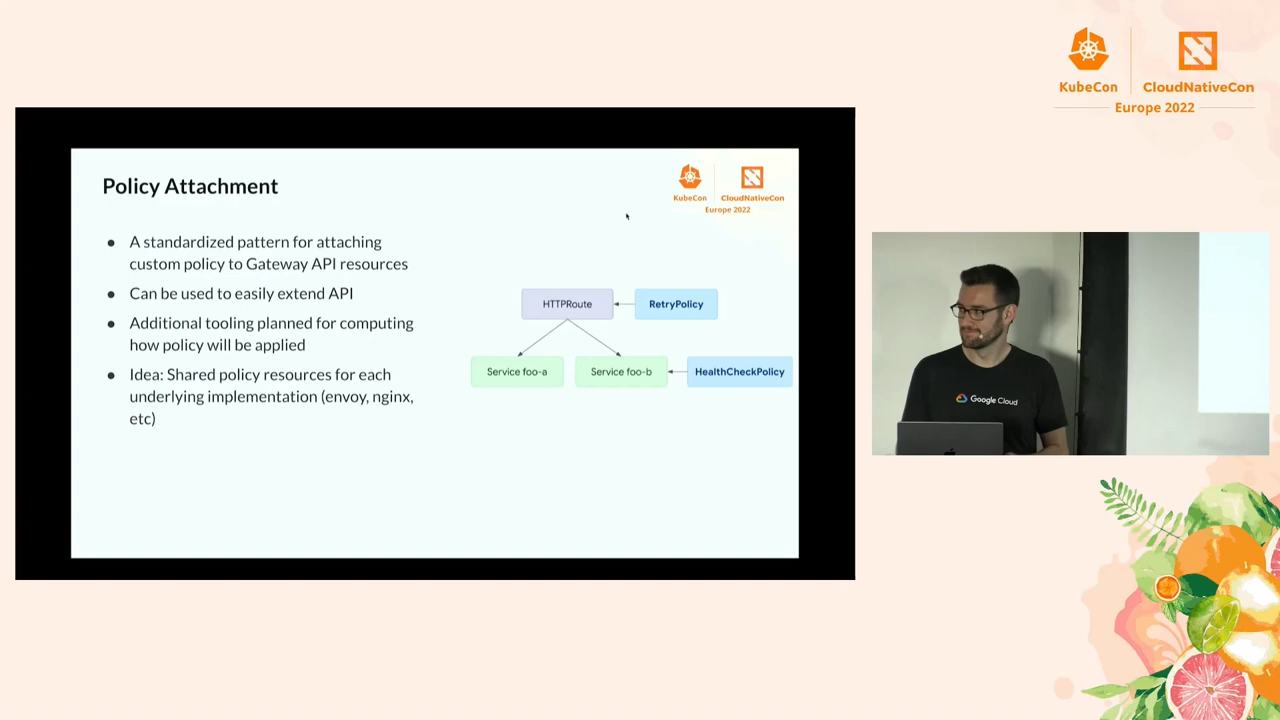 KubeCon
CloudNativeCon
Europe 2022
Policy Attachment
KubeCon
CloudNativeCon
Europe 2022
● A standardized pattern for attaching
custom policy to Gateway API resources
● Can be used to easily extend API
● Additional tooling planned for computing
how policy will be applied
● Idea: Shared policy resources for each
underlying implementation (envoy, nginx,
etc)
HTTPRoute
RetryPolicy
Service foo-a
Service foo-b
HealthCheckPolicy
Google Cloud